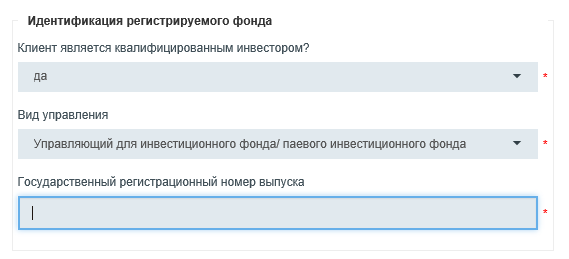 Идентификация регистрируемого фонда
Клиент является квалифицированным инвестором?
да
*
Вид управления
Управляющий для инвестиционного фонда/ паевого инвестиционного фонда
*
Государственный регистрационный номер выпуска
*